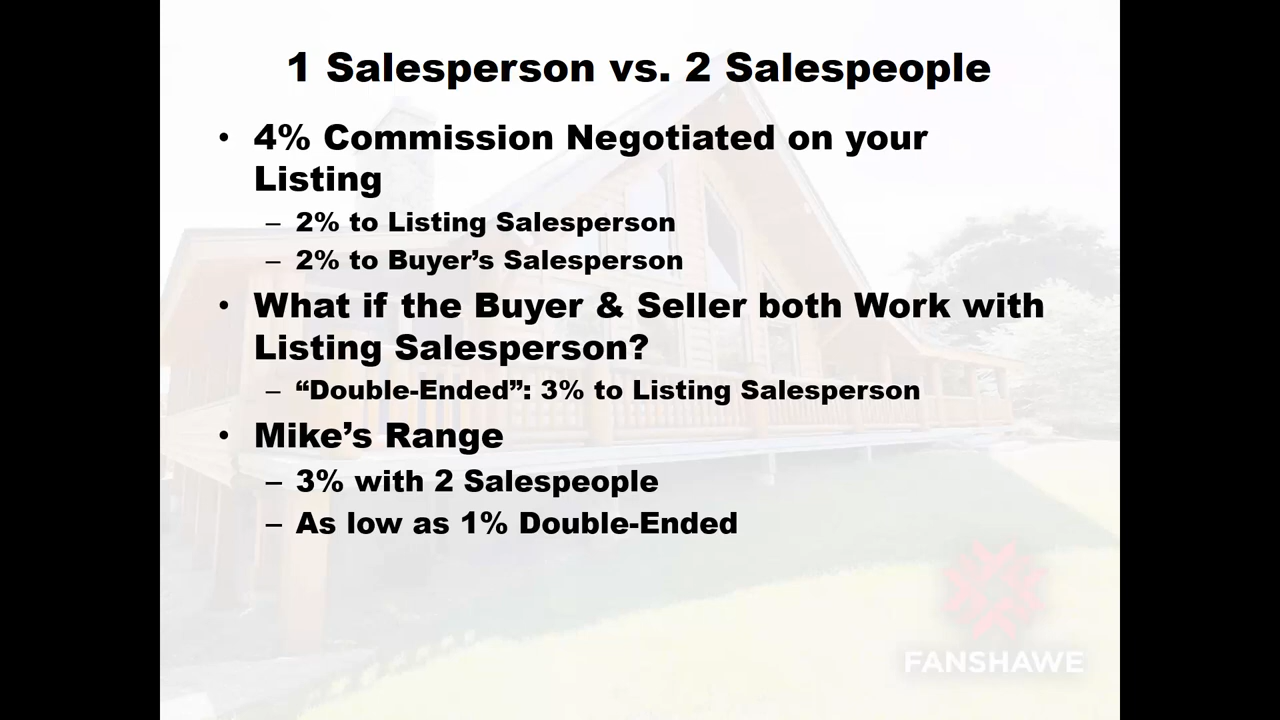 1 Salesperson vs. 2 Salespeople
• 4% Commission Negotiated on your
Listing
– 2% to Listing Salesperson
– 2% to Buyer’s Salesperson
• What if the Buyer & Seller both Work with
Listing Salesperson?
– “Double-Ended”: 3% to Listing Salesperson
• Mike’s Range
– 3% with 2 Salespeople
– As low as 1% Double-Ended
FANSHAWE